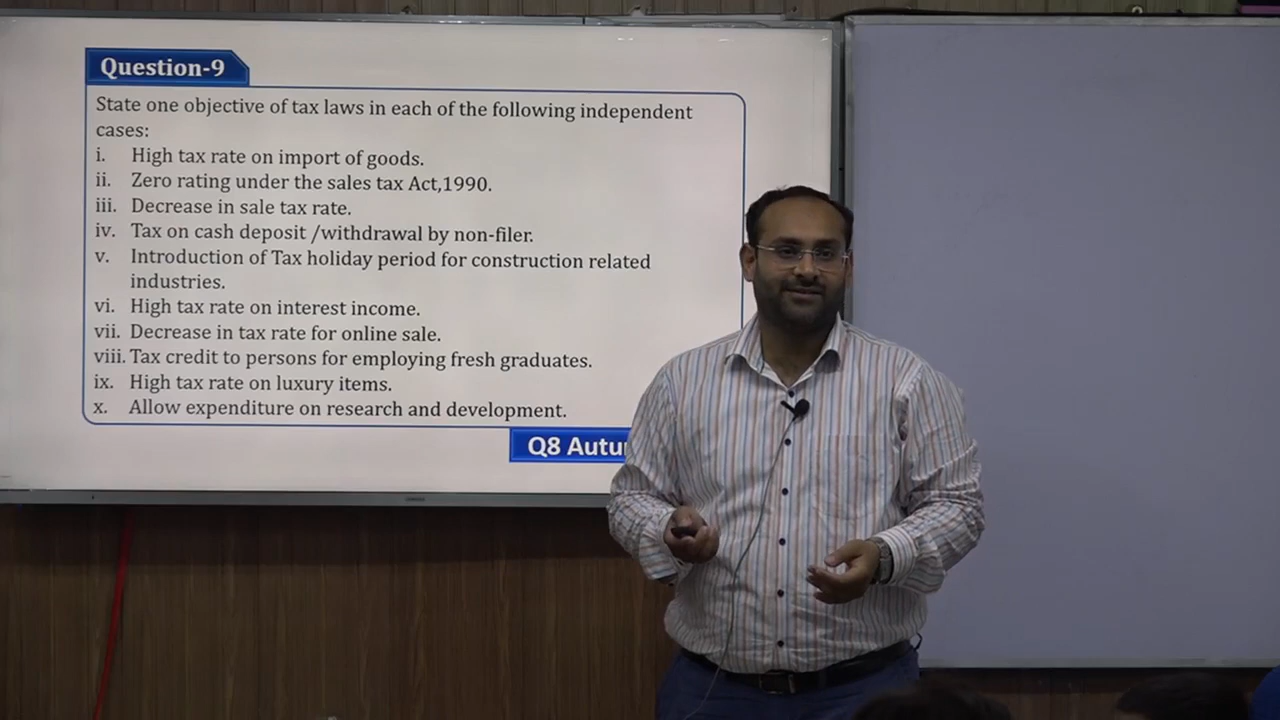 Question-9
State one objective of tax laws in each of the following independent
cases:
i. High tax rate on import of goods.
ii. Zero rating under the sales tax Act,1990.
iii. Decrease in sale tax rate.
iv. Tax on cash deposit /withdrawal by non-filer.
v. Introduction of Tax holiday period for construction related
industries.
vi. High tax rate on interest income.
vii. Decrease in tax rate for online sale.
viii. Tax credit to persons for employing fresh graduates.
ix. High tax rate on luxury items.
x. Allow expenditure on research and development.
Q8